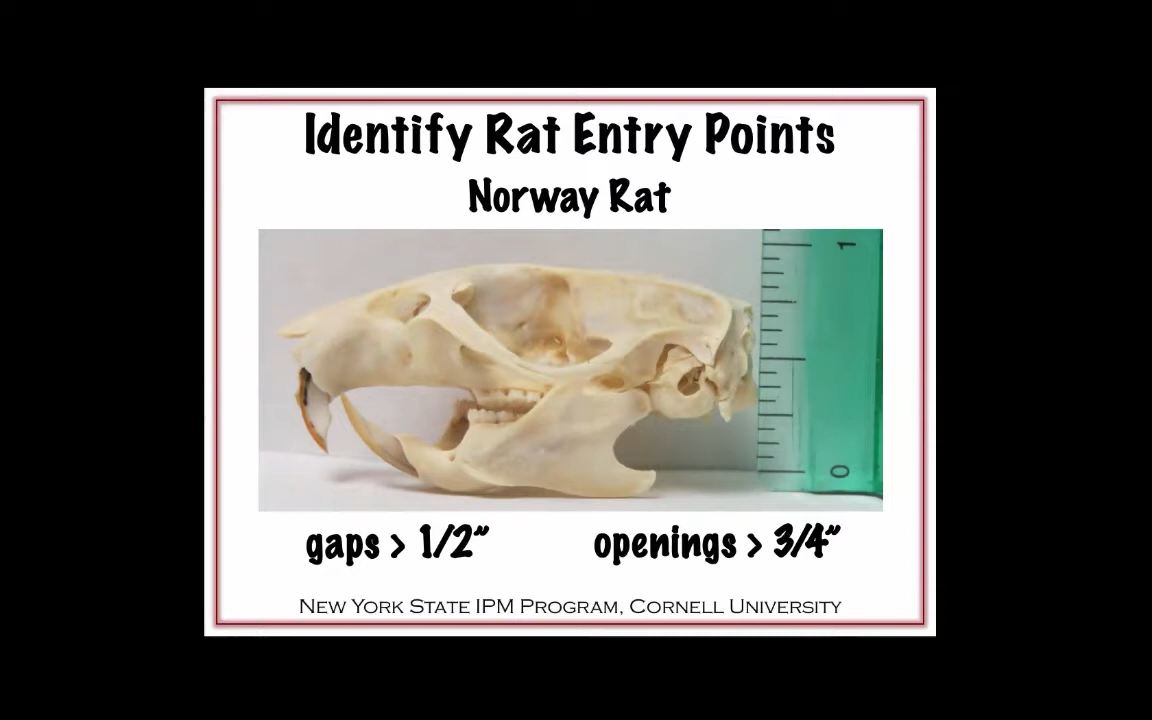 Identify Rat Entry Points
Norway Rat
1
0
gaps > 1/2”
openings > 3/4”
New York State IPM Program, Cornell University